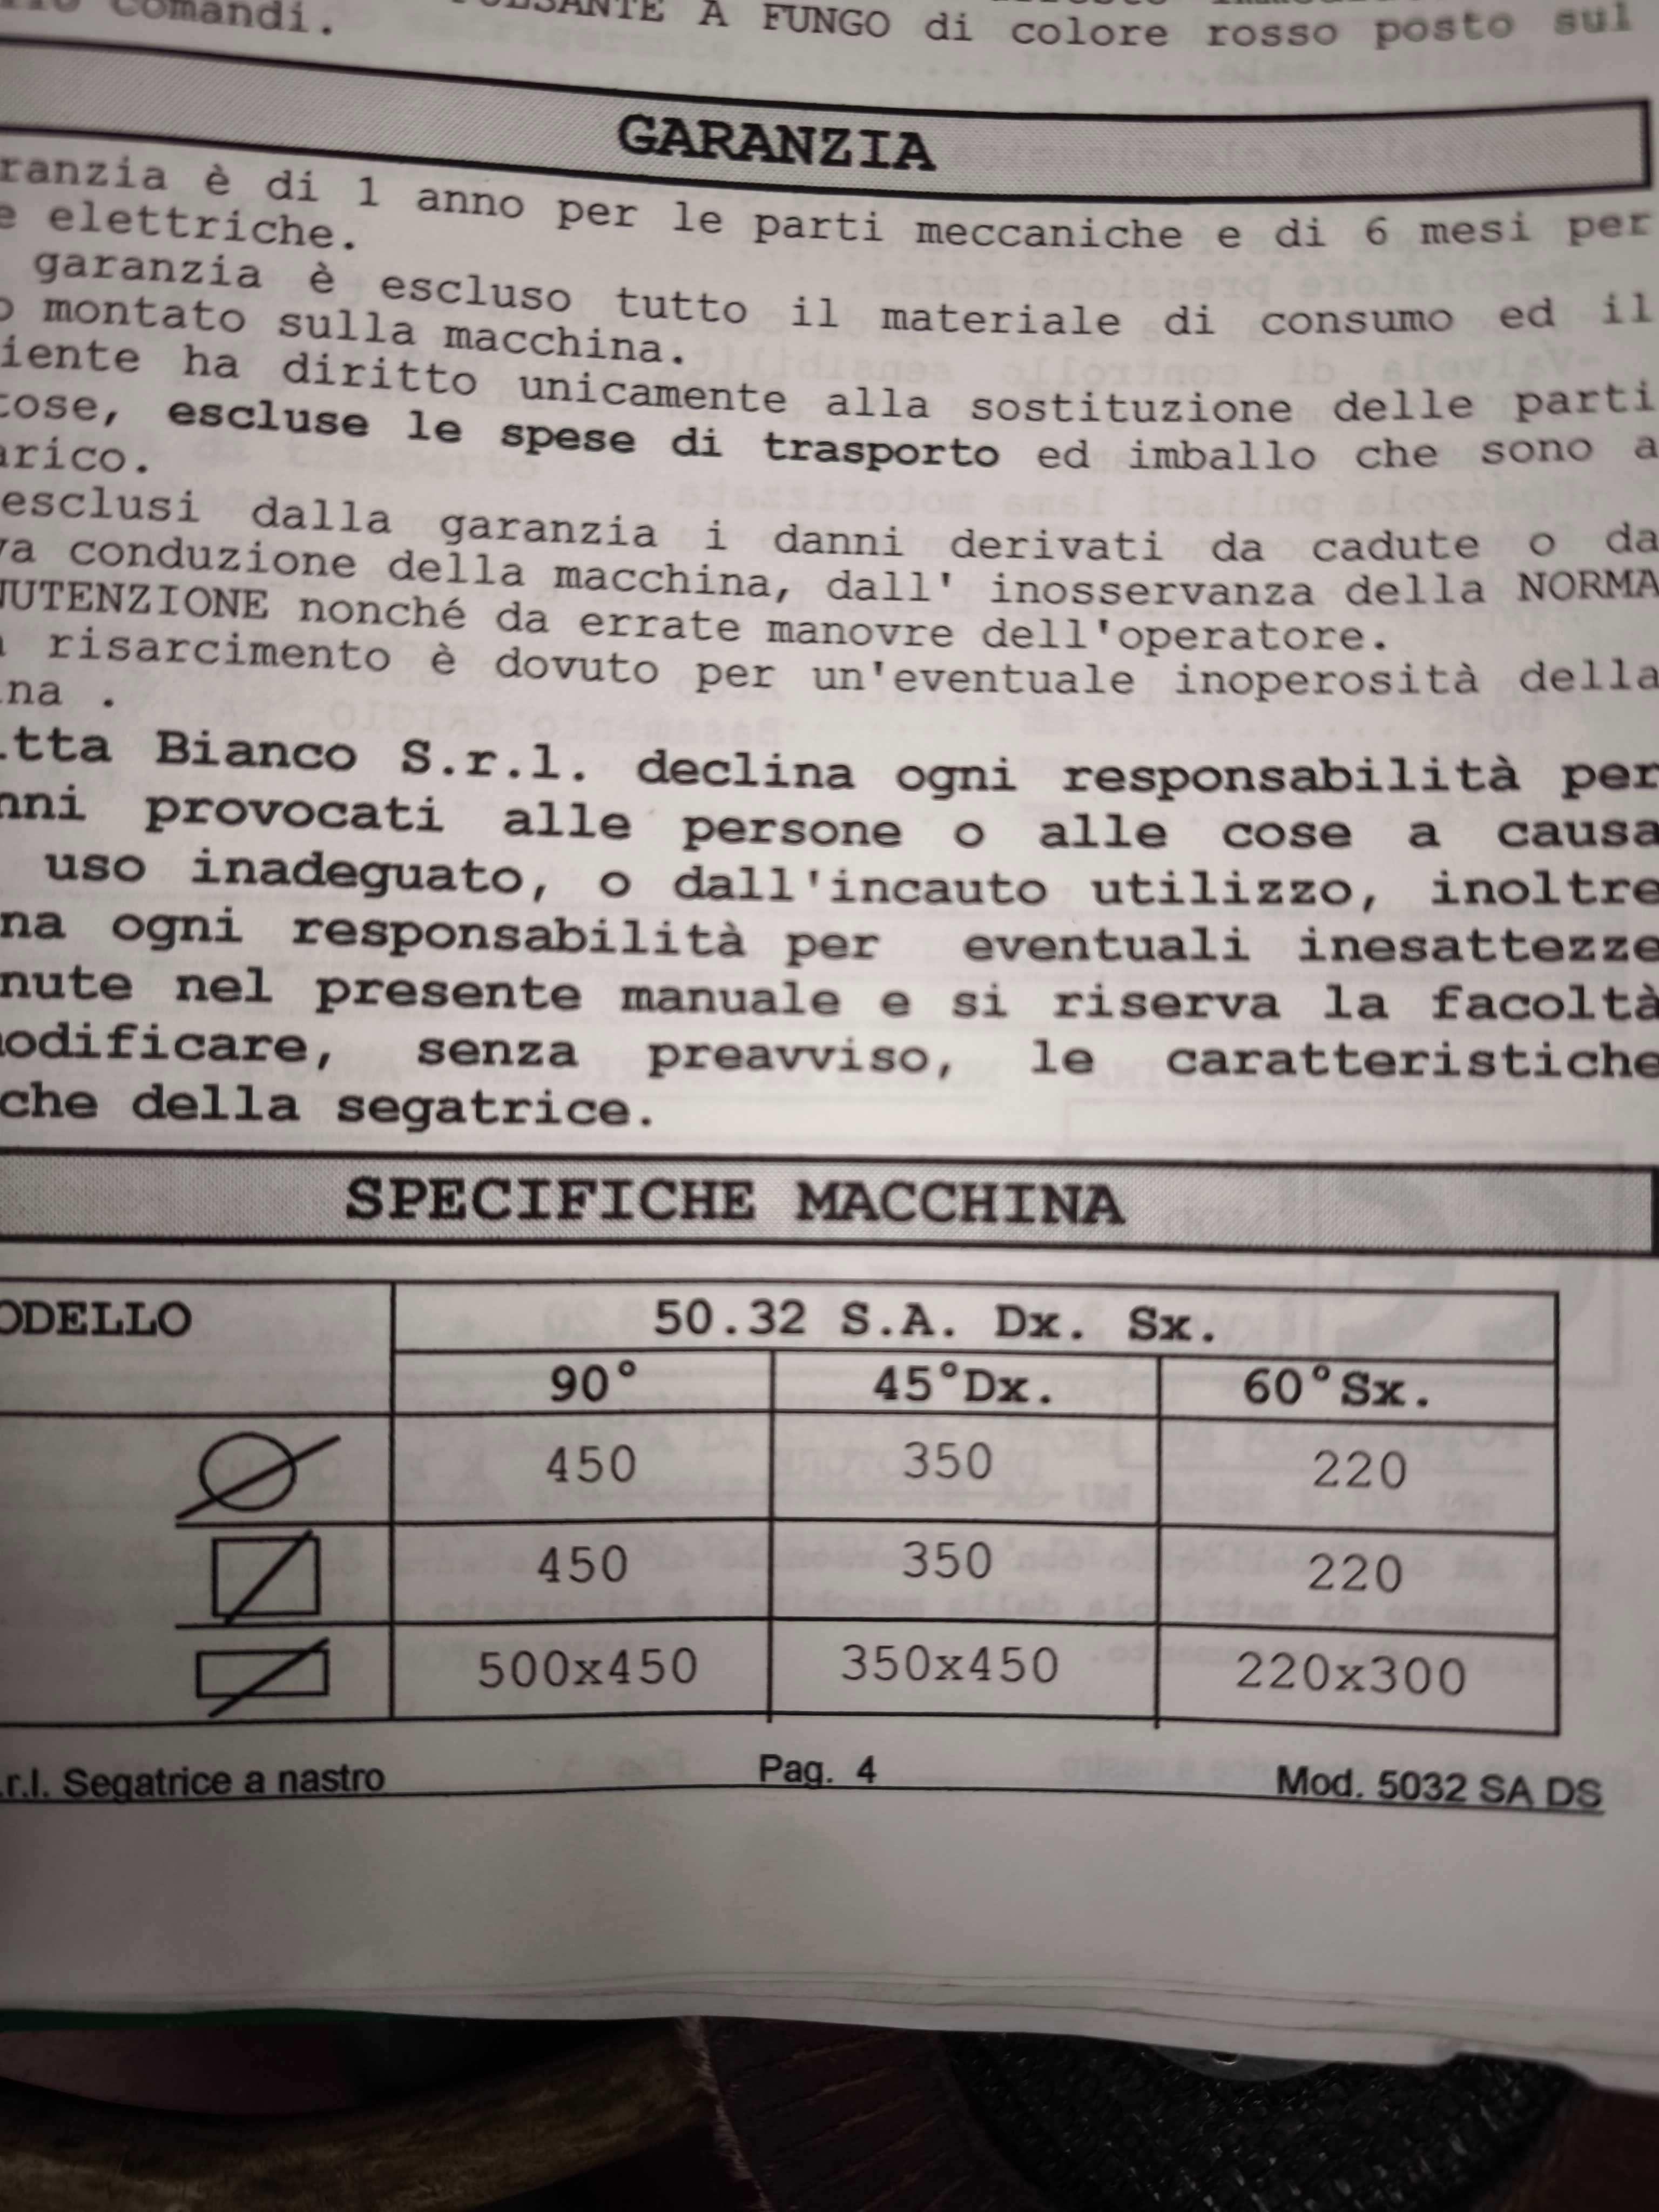 comandi. PULSANTE A FUNGO di colore rosso posto sul
GARANZIA
ranzia è di 1 anno per le parti meccaniche e di 6 mesi per
e elettriche.
garanzia è escluso tutto il materiale di consumo ed il
o montato sulla macchina.
iente ha diritto unicamente alla sostituzione delle parti
tose, escluse le spese di trasporto ed imballo che sono a
arico.
esclusi dalla garanzia i danni derivati da cadute o da
va conduzione della macchina, dall' inosservanza della NORMA
NUTENZIONE nonché da errate manovre dell'operatore.
risarcimento è dovuto per un'eventuale inoperosità della
ina .
itta Bianco S.r.l. declina ogni responsabilità per
nni provocati alle persone o alle cose a causa
uso inadeguato, o dall'incauto utilizzo, inoltre
na ogni responsabilità per eventuali inesattezze
nute nel presente manuale e si riserva la facoltà
odificare, senza preavviso, le caratteristiche
che della segatrice.
SPECIFICHE MACCHINA
ODELLO 50.32 S.A. Dx. Sx.
90° 45°Dx. 60°Sx.
450 350 220
450 350 220
500x450 350x450 220x300
.r.l. Segatrice a nastro Pag. 4 Mod. 5032 SA DS